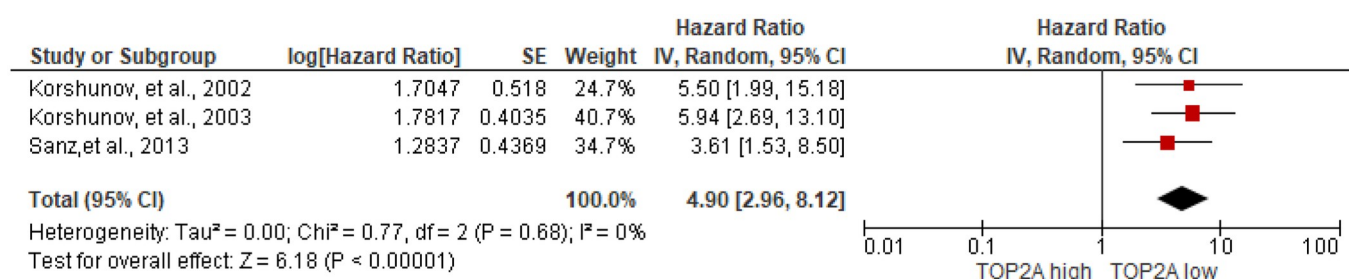 Hazard Ratio Hazard Ratio
Study or Subgroup log[Hazard Ratio] SE Weight IV, Random, 95% CI IV, Random, 95% CI
Korshunov, et al., 2002 1.7047 0.518 24.7% 5.50 [1.99, 15.18]
Korshunov, et al., 2003 1.7817 0.4035 40.7% 5.94 [2.69, 13.10]
Sanz,et al., 2013 1.2837 0.4369 34.7% 3.61 [1.53, 8.50]
Total (95% CI) 100.0% 4.90 [2.96, 8.12]
Heterogeneity: Tau² = 0.00; Chi² = 0.77, df = 2 (P = 0.68); I² = 0%
Test for overall effect: Z = 6.18 (P < 0.00001)
0.01 0.1 1 10 100
TOP2A high TOP2A low